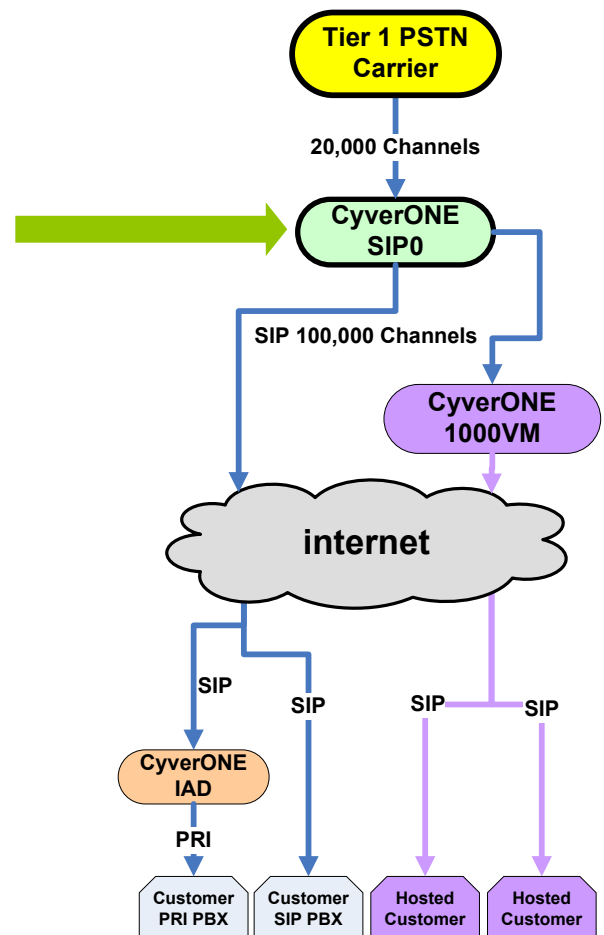 Tier 1 PSTN
Carrier
20,000 Channels
CyverONE
SIP0
SIP 100,000 Channels
CyverONE
1000VM
internet
SIP
SIP
SIP
SIP
CyverONE
IAD
PRI
Customer
PRI PBX
Customer
SIP PBX
Hosted
Customer
Hosted
Customer